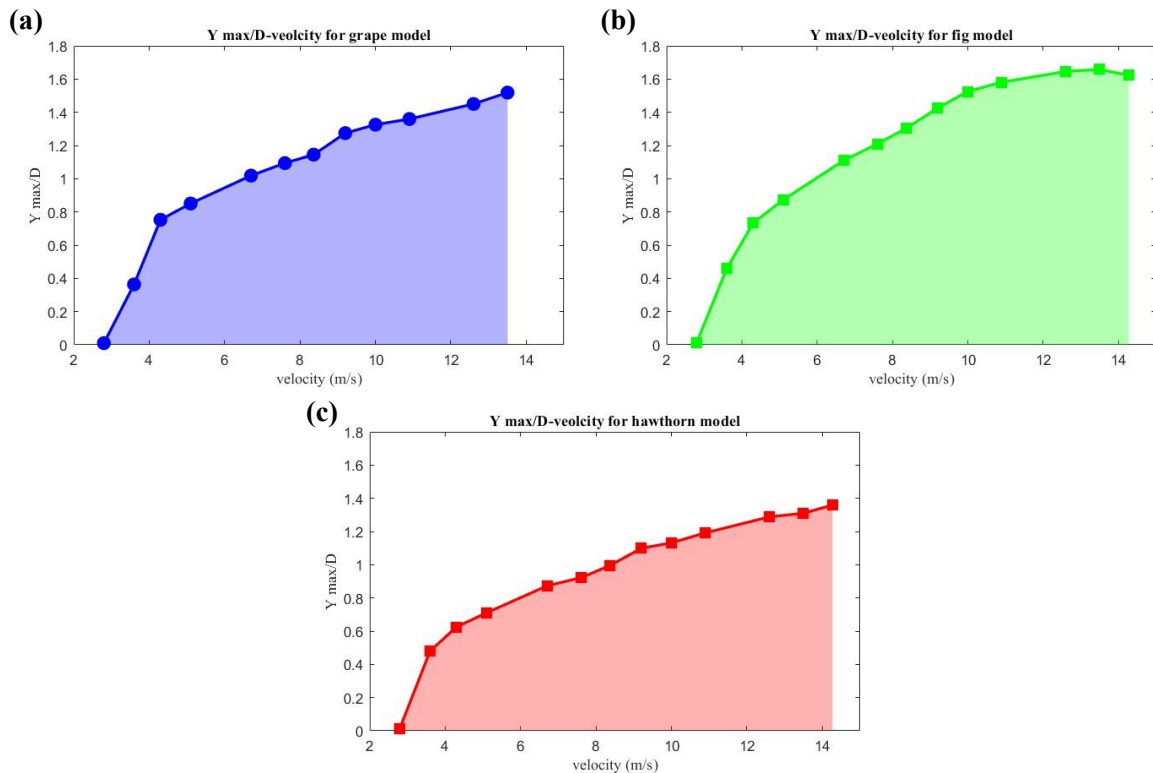 (a)
Y max/D-veolcity for grape model
1.8
1.6
1.4
1.2
1
0.8
0.6
0.4
0.2
0
Y max/D
2 4 6 8 10 12 14
velocity (m/s)
(b)
Y max/D-veolcity for fig model
1.8
1.6
1.4
1.2
1
0.8
0.6
0.4
0.2
0
Y max/D
2 4 6 8 10 12 14
velocity (m/s)
(c)
Y max/D-veolcity for hawthorn model
1.8
1.6
1.4
1.2
1
0.8
0.6
0.4
0.2
0
Y max/D
2 4 6 8 10 12 14
velocity (m/s)